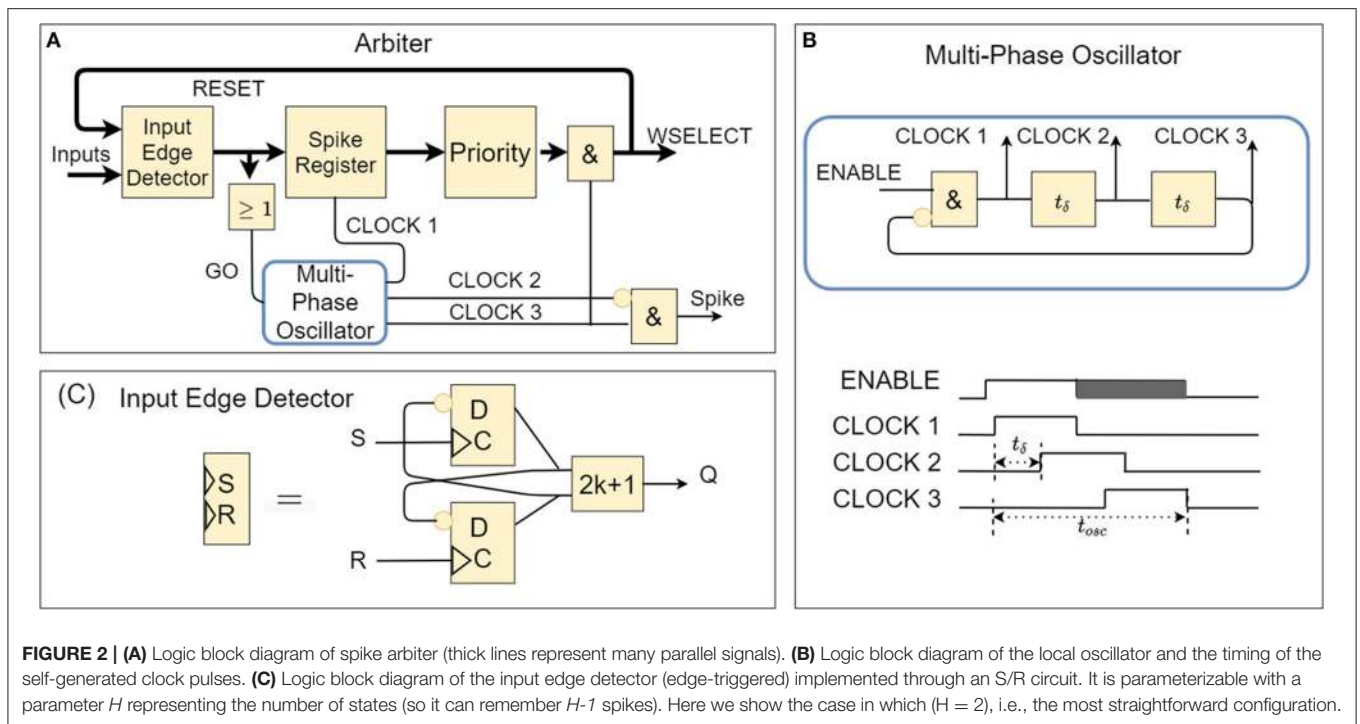 A
Arbiter
RESET
Inputs
Input
Edge
Detector
Spike
Register
Priority
&
WSELECT
≥ 1
CLOCK 1
GO
Multi-
Phase
Oscillator
CLOCK 2
CLOCK 3
&
Spike
B
Multi-Phase Oscillator
CLOCK 1
CLOCK 2
CLOCK 3
ENABLE
&
tδ
tδ
ENABLE
CLOCK 1
tδ
CLOCK 2
CLOCK 3
tosc
(C) Input Edge Detector
S
R
=
S
D
C
R
D
C
2k+1
Q
FIGURE 2 | (A) Logic block diagram of spike arbiter (thick lines represent many parallel signals). (B) Logic block diagram of the local oscillator and the timing of the
self-generated clock pulses. (C) Logic block diagram of the input edge detector (edge-triggered) implemented through an S/R circuit. It is parameterizable with a
parameter H representing the number of states (so it can remember H-1 spikes). Here we show the case in which (H = 2), i.e., the most straightforward configuration.